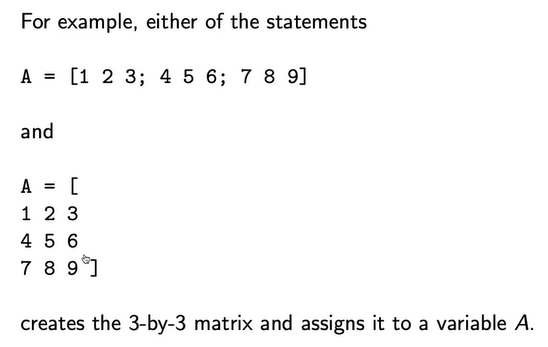 For example, either of the statements
A = [1 2 3; 4 5 6; 7 8 9]
and
A = [
1 2 3
4 5 6
7 8 9 ]
creates the 3-by-3 matrix and assigns it to a variable A.